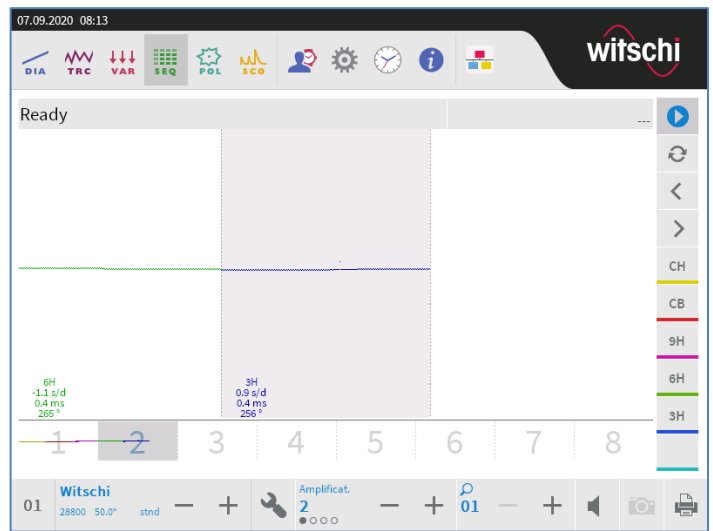 07.09.2020 08:13
DIA TRC VAR SEQ POL SCO i
witschi
Ready ---
CH
CB
9H
6H
3H
6H
-1.1 s/d
0.4 ms
265 °
3H
0.9 s/d
0.4 ms
256 °
1 2 3 4 5 6 7 8
01
Witschi
28800 50.0° stnd
− +
Amplificat.
2
− +
01
− +